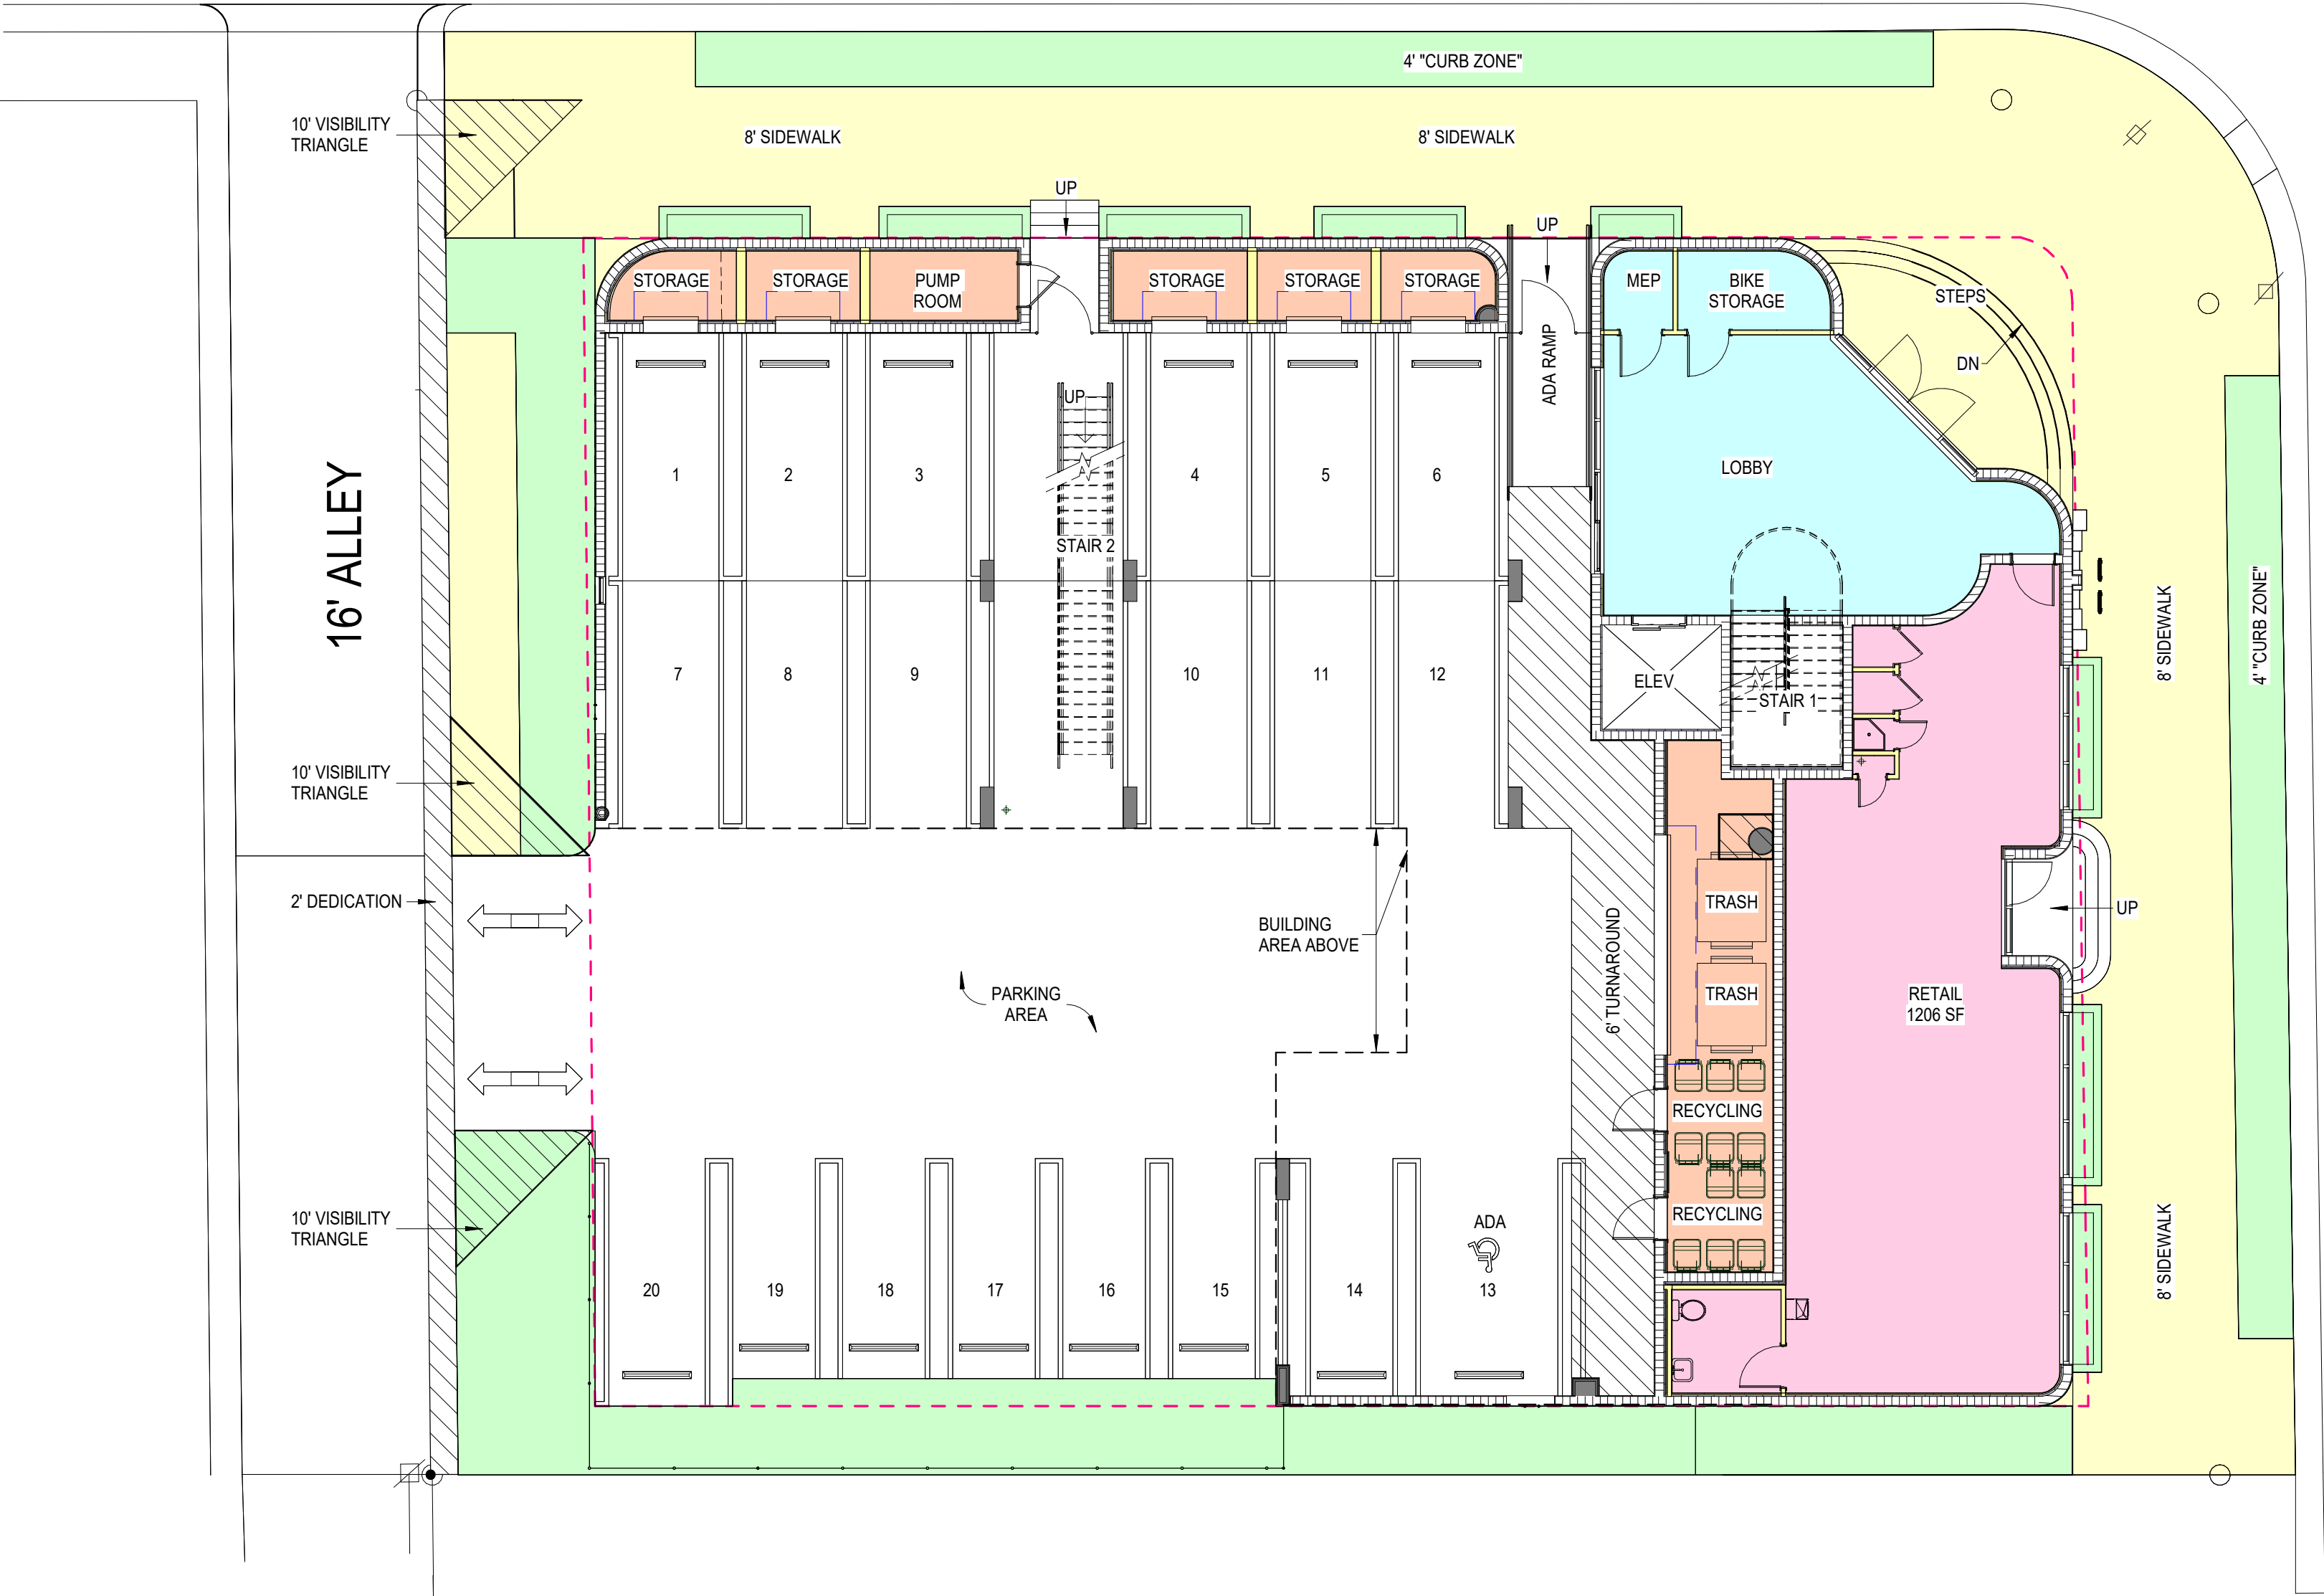 4' "CURB ZONE"
10' VISIBILITY
TRIANGLE
8' SIDEWALK
8' SIDEWALK
UP
UP
STORAGE
STORAGE
PUMP
ROOM
STORAGE
STORAGE
STORAGE
MEP
BIKE
STORAGE
STEPS
DN
ADA RAMP
UP
1
2
3
4
5
6
LOBBY
16' ALLEY
STAIR 2
8' SIDEWALK
4' "CURB ZONE"
7
8
9
10
11
12
ELEV
STAIR 1
10' VISIBILITY
TRIANGLE
2' DEDICATION
TRASH
UP
BUILDING
AREA ABOVE
6' TURNAROUND
PARKING
AREA
TRASH
RETAIL
1206 SF
RECYCLING
10' VISIBILITY
TRIANGLE
ADA
RECYCLING
8' SIDEWALK
20
19
18
17
16
15
14
13